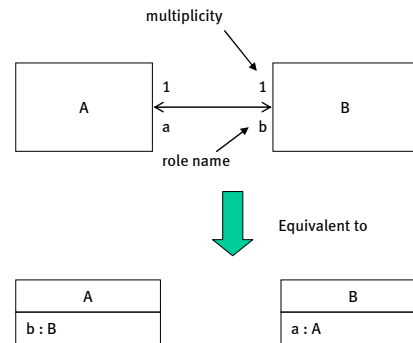 multiplicity
1 1
A B
a b
role name
Equivalent to
A B
b : B a : A